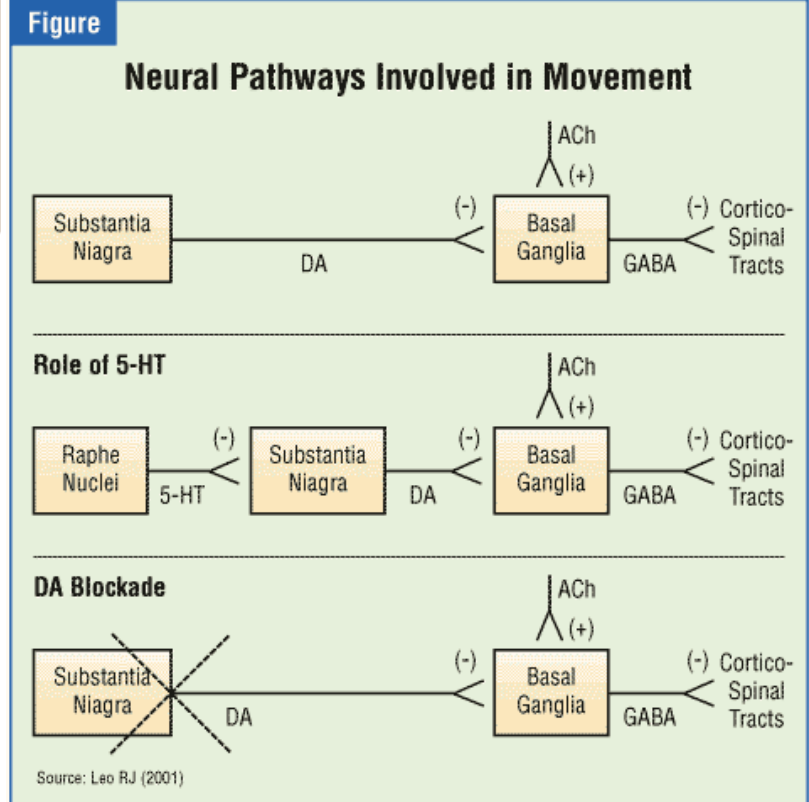 Figure
Neural Pathways Involved in Movement
ACh
(+)
Substantia
Niagra
DA
(-)
Basal
Ganglia
GABA
(-)
Cortico-
Spinal
Tracts
Role of 5-HT
ACh
(+)
Raphe
Nuclei
5-HT
(-)
Substantia
Niagra
DA
(-)
Basal
Ganglia
GABA
(-)
Cortico-
Spinal
Tracts
DA Blockade
ACh
(+)
Substantia
Niagra
DA
(-)
Basal
Ganglia
GABA
(-)
Cortico-
Spinal
Tracts
Source: Leo RJ (2001)